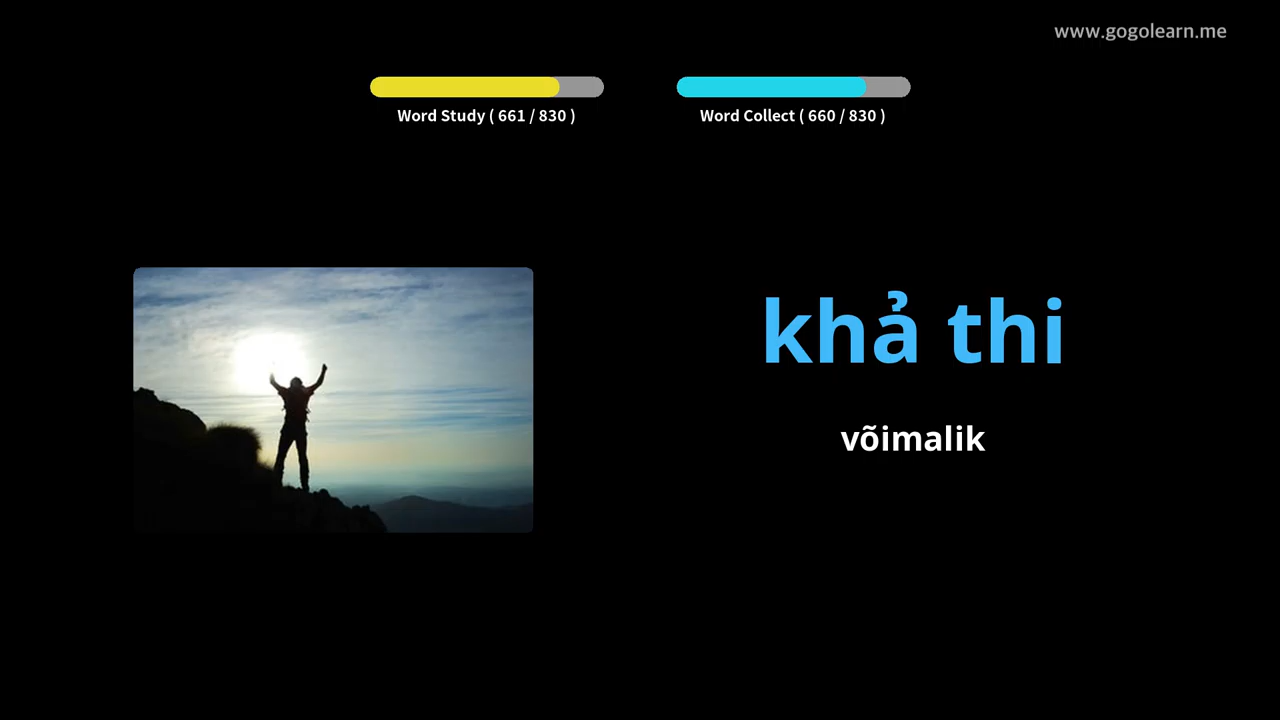 www.gogolearn.me
Word Study ( 661 / 830 )
Word Collect ( 660 / 830 )
khả thi
võimalik